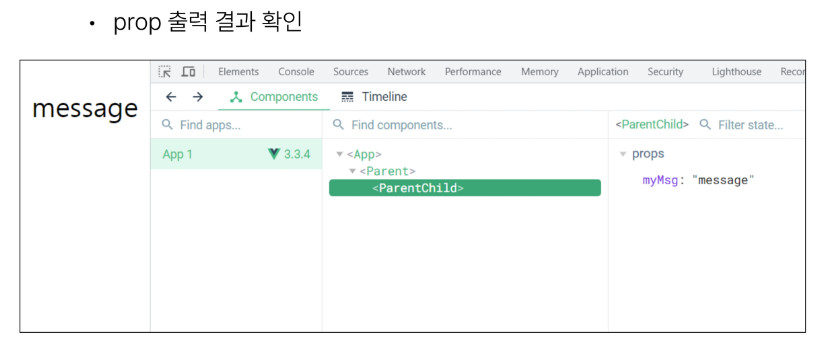 • prop 출력 결과 확인
message
Elements Console Sources Network Performance Memory Application Security Lighthouse Recor
Components Timeline
Find apps... Find components... <ParentChild> Filter state...
App 1 3.3.4 <App> props
<Parent> myMsg: "message"
<ParentChild>